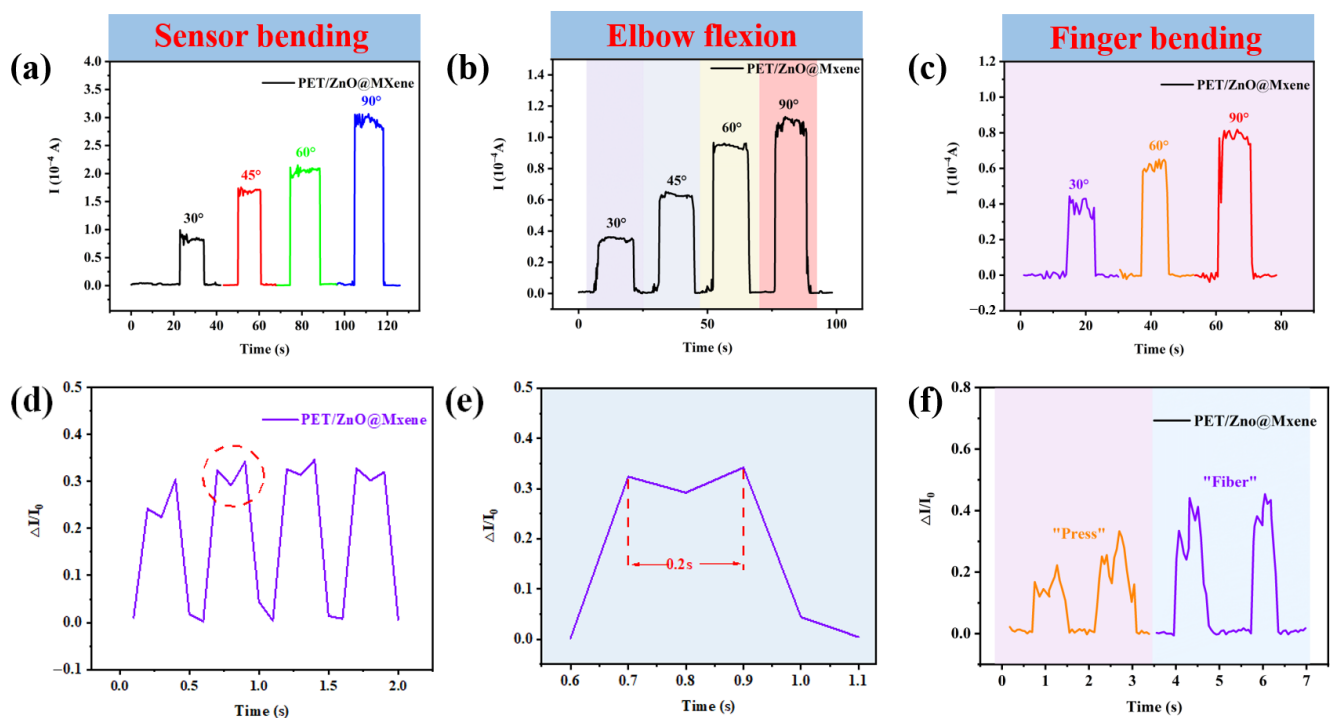 Sensor bending
Elbow flexion
Finger bending
(a)
4.0
3.5
3.0
2.5
2.0
1.5
1.0
0.5
0.0
I (10⁻⁴A)
PET/ZnO@MXene
30°
45°
60°
90°
0 20 40 60 80 100 120
Time (s)
(b)
1.4
1.2
1.0
0.8
0.6
0.4
0.2
0.0
I (10⁻⁴A)
PET/ZnO@Mxene
30°
45°
60°
90°
0 50 100
Time (s)
(c)
1.2
1.0
0.8
0.6
0.4
0.2
0.0
−0.2
I (10⁻⁴A)
PET/ZnO@Mxene
30°
60°
90°
0 20 40 60 80
Time (s)
(d)
0.5
0.4
0.3
0.2
0.1
0.0
−0.1
△I/I₀
PET/ZnO@Mxene
0.0 0.5 1.0 1.5 2.0
Time (s)
(e)
0.5
0.4
0.3
0.2
0.1
0.0
△I/I₀
0.2s
0.6 0.7 0.8 0.9 1.0 1.1
Time (s)
(f)
0.8
0.6
0.4
0.2
0.0
△I/I₀
PET/Zno@Mxene
"Press"
"Fiber"
0 1 2 3 4 5 6 7
Time (s)